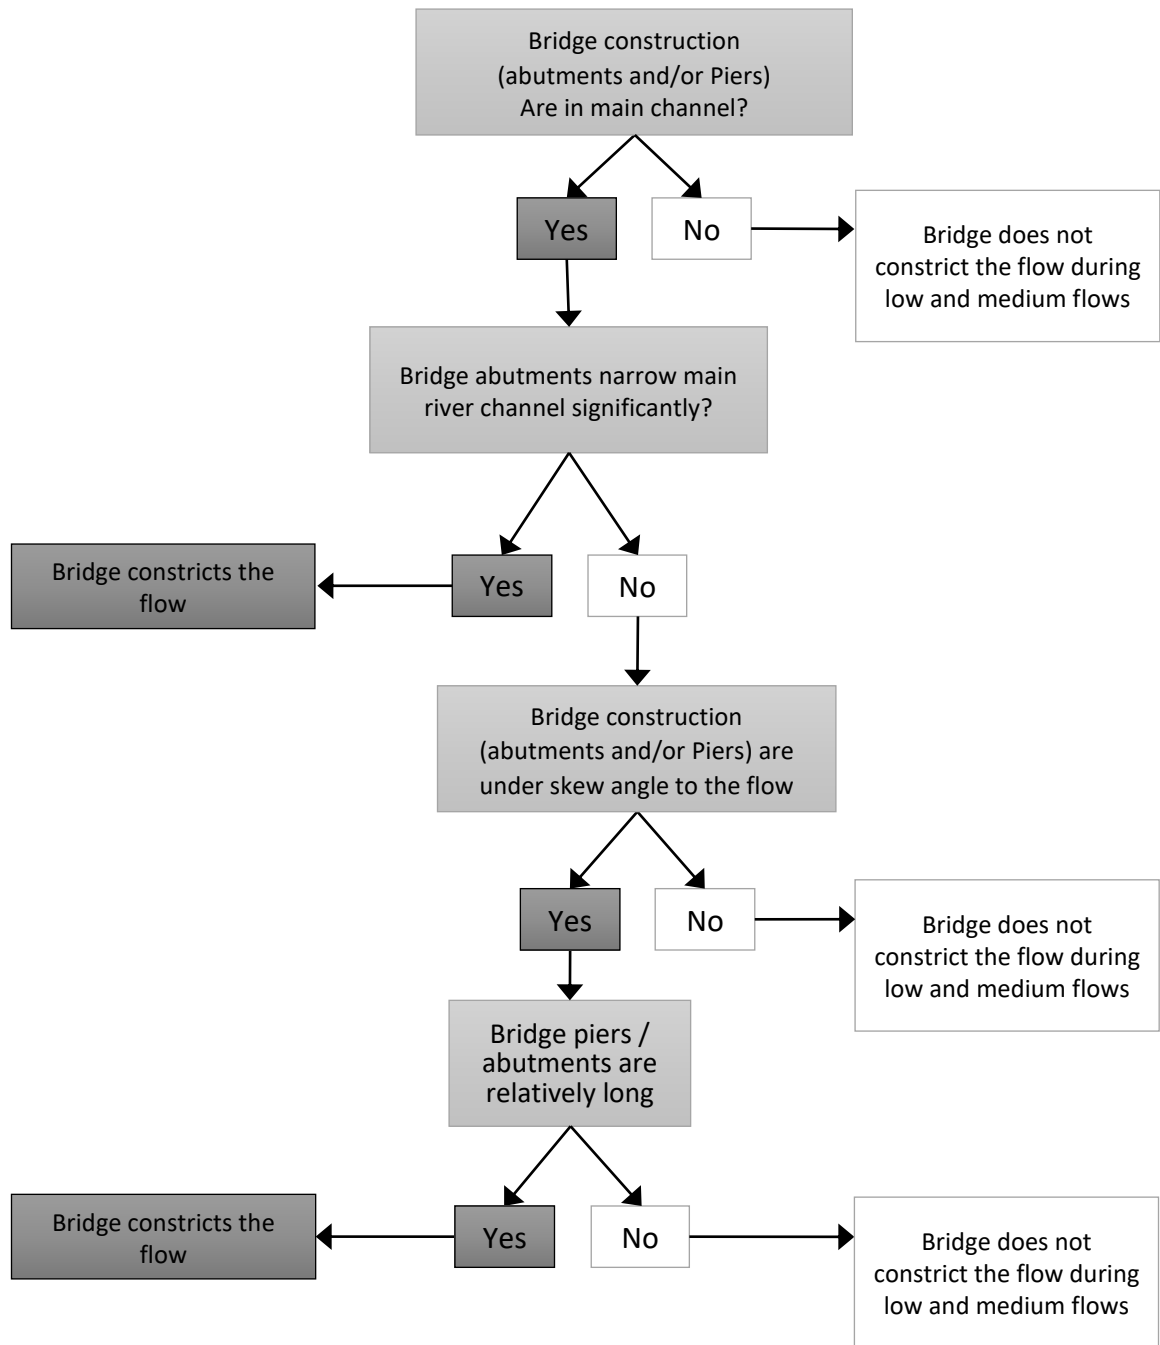 Bridge construction
(abutments and/or Piers)
Are in main channel?
Yes
No
Bridge does not
constrict the flow during
low and medium flows
Bridge abutments narrow main
river channel significantly?
Bridge constricts the
flow
Yes
No
Bridge construction
(abutments and/or Piers) are
under skew angle to the flow
Yes
No
Bridge does not
constrict the flow during
low and medium flows
Bridge piers /
abutments are
relatively long
Bridge constricts the
flow
Yes
No
Bridge does not
constrict the flow during
low and medium flows